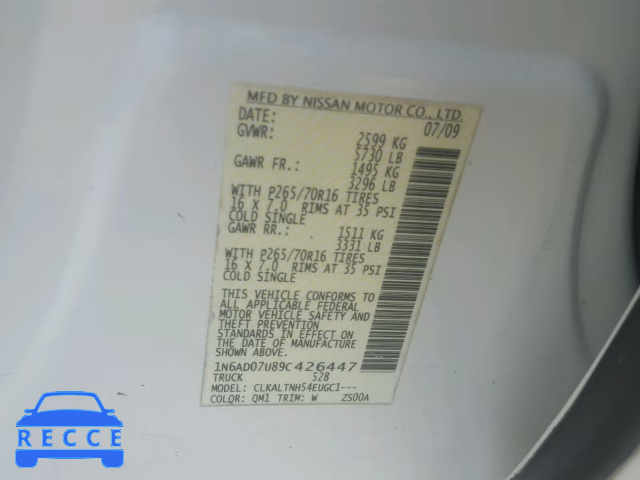 MFD BY NISSAN MOTOR CO., LTD.
DATE: 07/09
GVWR: 2599 KG
5730 LB
GAWR FR.: 1495 KG
3296 LB
WITH P265/70R16 TIRES
16 X 7.0 RIMS AT 35 PSI
COLD SINGLE
GAWR RR.: 1511 KG
3331 LB
WITH P265/70R16 TIRES
16 X 7.0 RIMS AT 35 PSI
COLD SINGLE
THIS VEHICLE CONFORMS TO
ALL APPLICABLE FEDERAL
MOTOR VEHICLE SAFETY AND
THEFT PREVENTION
STANDARDS IN EFFECT ON
THE DATE OF MANUFACTURE
SHOWN ABOVE.
1N6AD07U89C426447
TRUCK 528
MODEL: CLKALTNH54EUGC1---
COLOR: QM1 TRIM: W ZS00A
RECCE